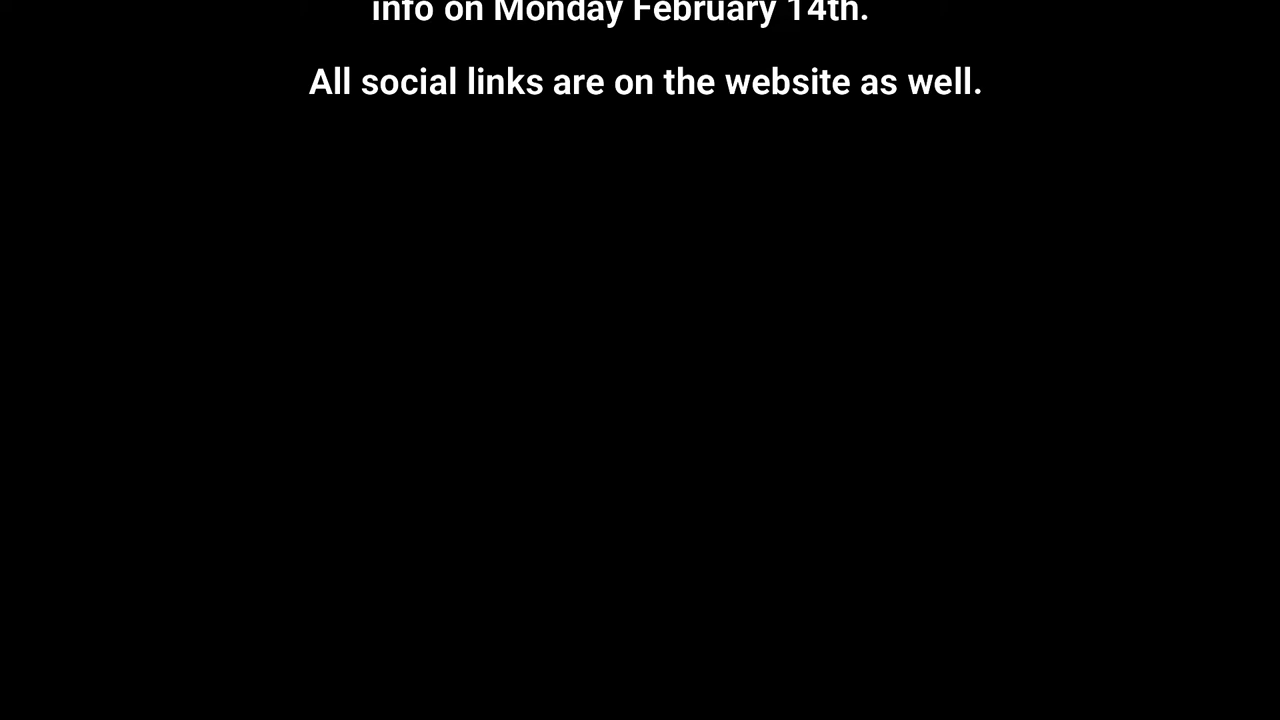 info on Monday February 14th.
All social links are on the website as well.